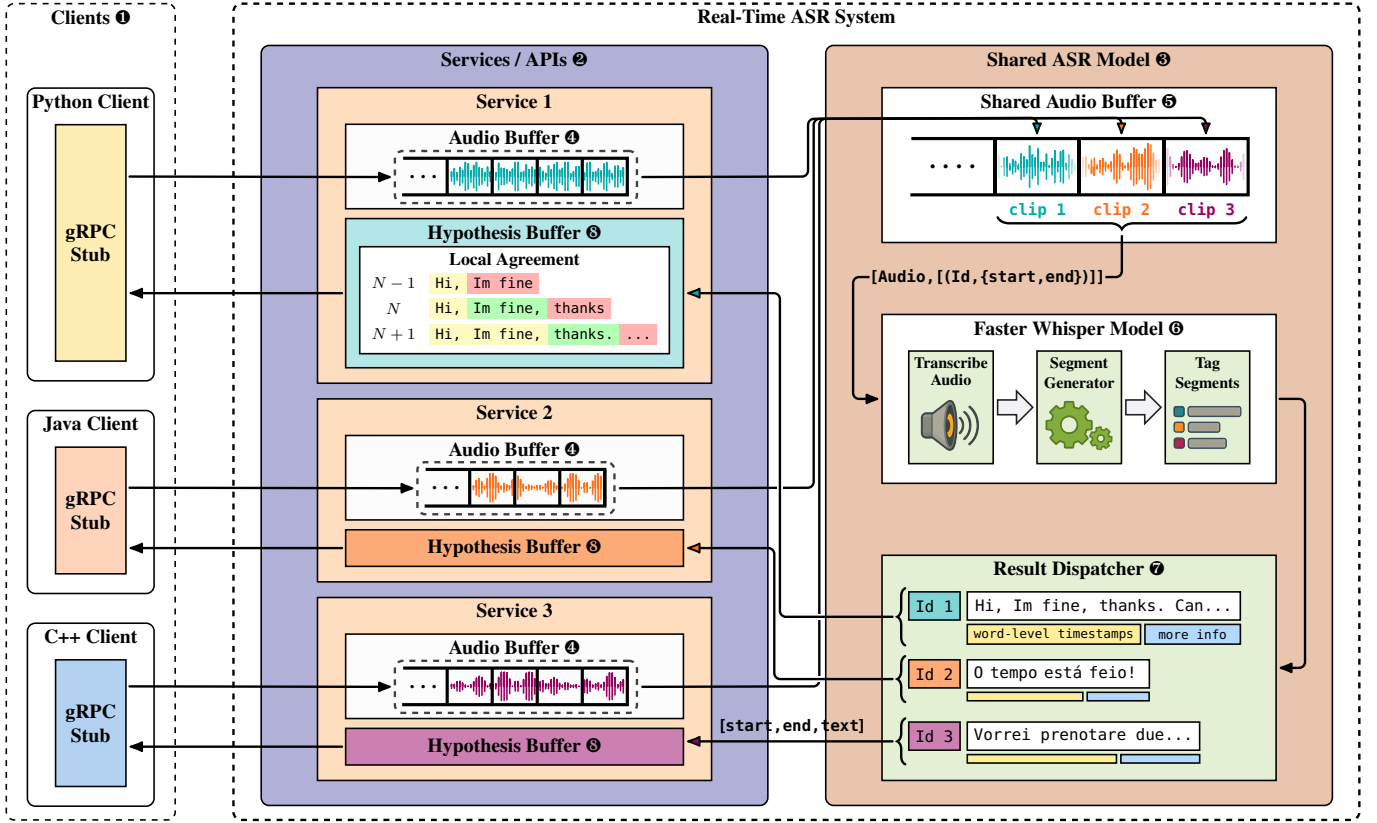 Clients ❶
Real-Time ASR System
Python Client
gRPC
Stub
Java Client
gRPC
Stub
C++ Client
gRPC
Stub
Services / APIs ❷
Service 1
Audio Buffer ❹
...
Hypothesis Buffer ❽
Local Agreement
N − 1 Hi, Im fine
N Hi, Im fine, thanks
N + 1 Hi, Im fine, thanks. ...
Service 2
Audio Buffer ❹
...
Hypothesis Buffer ❽
Service 3
Audio Buffer ❹
...
Hypothesis Buffer ❽
Shared ASR Model ❸
Shared Audio Buffer ❺
....
clip 1 clip 2 clip 3
[Audio,[(Id,{start,end})]]
Faster Whisper Model ❻
Transcribe
Audio
Segment
Generator
Tag
Segments
Result Dispatcher ❼
Id 1 Hi, Im fine, thanks. Can...
word-level timestamps more info
Id 2 O tempo está feio!
[start,end,text]
Id 3 Vorrei prenotare due...